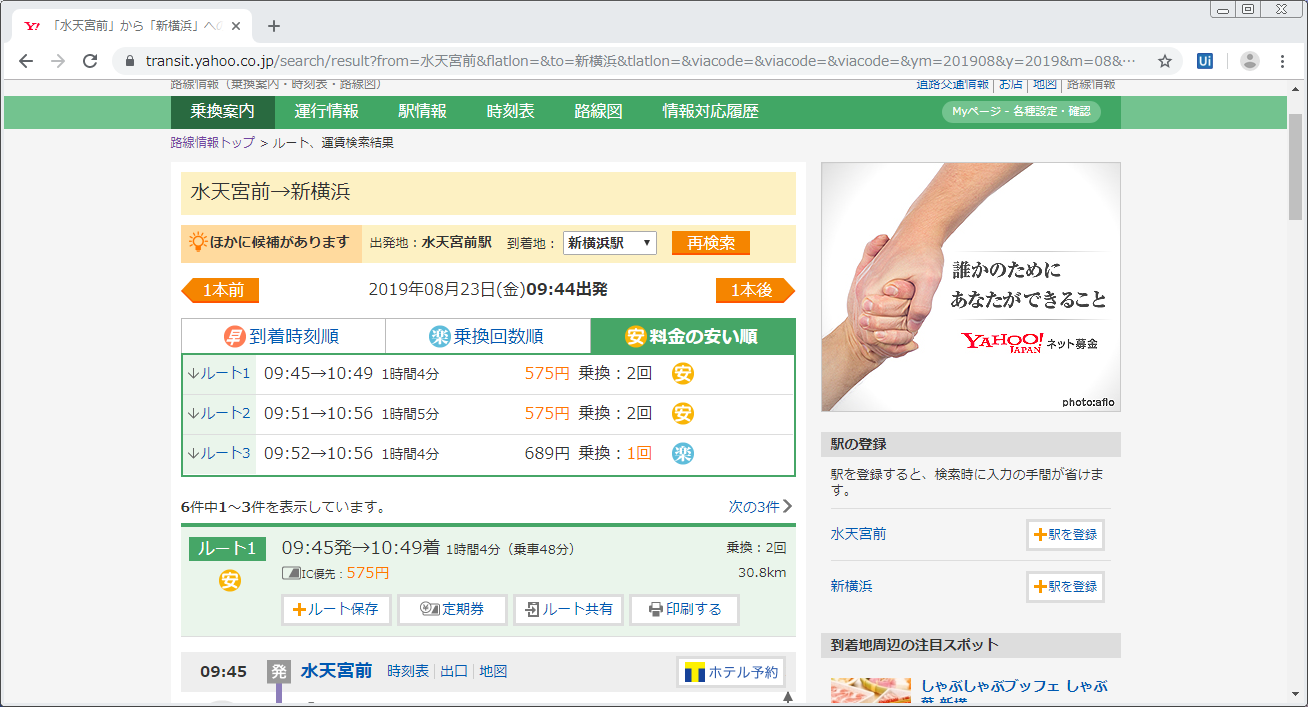 「水天宮前」から「新横浜」への
transit.yahoo.co.jp/search/result?from=水天宮前&flatlon=&to=新横浜&tlatlon=&viacode=&viacode=&viacode=&ym=201908&y=2019&m=08&…
Ui
路線情報（乗換案内・時刻表・路線図）
道路交通情報 | お店 | 地図 | 路線情報
乗換案内 運行情報 駅情報 時刻表 路線図 情報対応履歴 Myページ - 各種設定・確認
路線情報トップ > ルート、運賃検索結果
水天宮前→新横浜
ほかに候補があります 出発地：水天宮前駅 到着地： 新横浜駅 ▼ 再検索
1本前 2019年08月23日(金)09:44出発 1本後
早 到着時刻順 楽 乗換回数順 安 料金の安い順
↓ルート1 09:45→10:49 1時間4分 575円 乗換：2回 安
↓ルート2 09:51→10:56 1時間5分 575円 乗換：2回 安
↓ルート3 09:52→10:56 1時間4分 689円 乗換：1回 楽
6件中1〜3件を表示しています。 次の3件
ルート1 09:45発→10:49着 1時間4分（乗車48分） 乗換：2回
安 IC優先：575円 30.8km
ルート保存 定期券 ルート共有 印刷する
09:45 発 水天宮前 時刻表 | 出口 | 地図 ホテル予約
誰かのために
あなたができること
YAHOO! JAPAN ネット募金
photo:aflo
駅の登録
駅を登録すると、検索時に入力の手間が省けま
す。
水天宮前 駅を登録
新横浜 駅を登録
到着地周辺の注目スポット
しゃぶしゃぶブッフェ しゃぶ
葉 新横